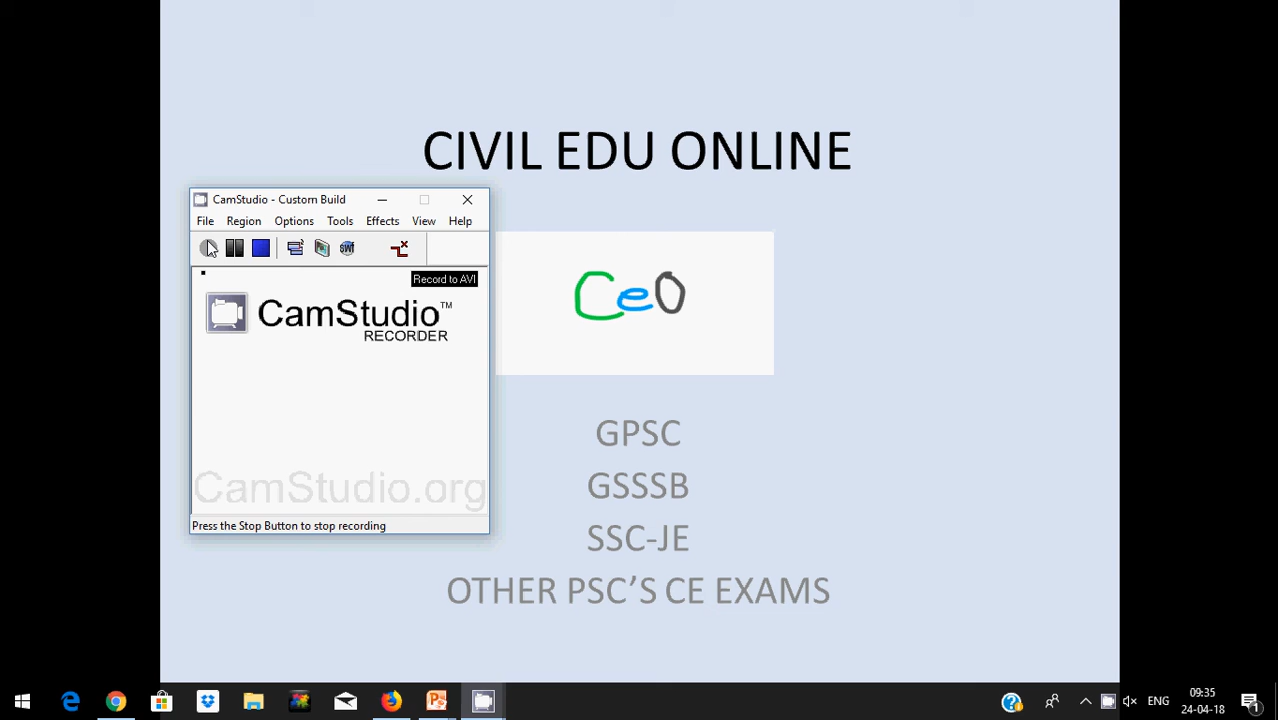 CIVIL EDU ONLINE
CamStudio - Custom Build
File Region Options Tools Effects View Help
SWF
Record to AVI
CamStudio™
RECORDER
CamStudio.org
Press the Stop Button to stop recording
CeO
GPSC
GSSSB
SSC-JE
OTHER PSC’S CE EXAMS
ENG
09:35
24-04-18
1